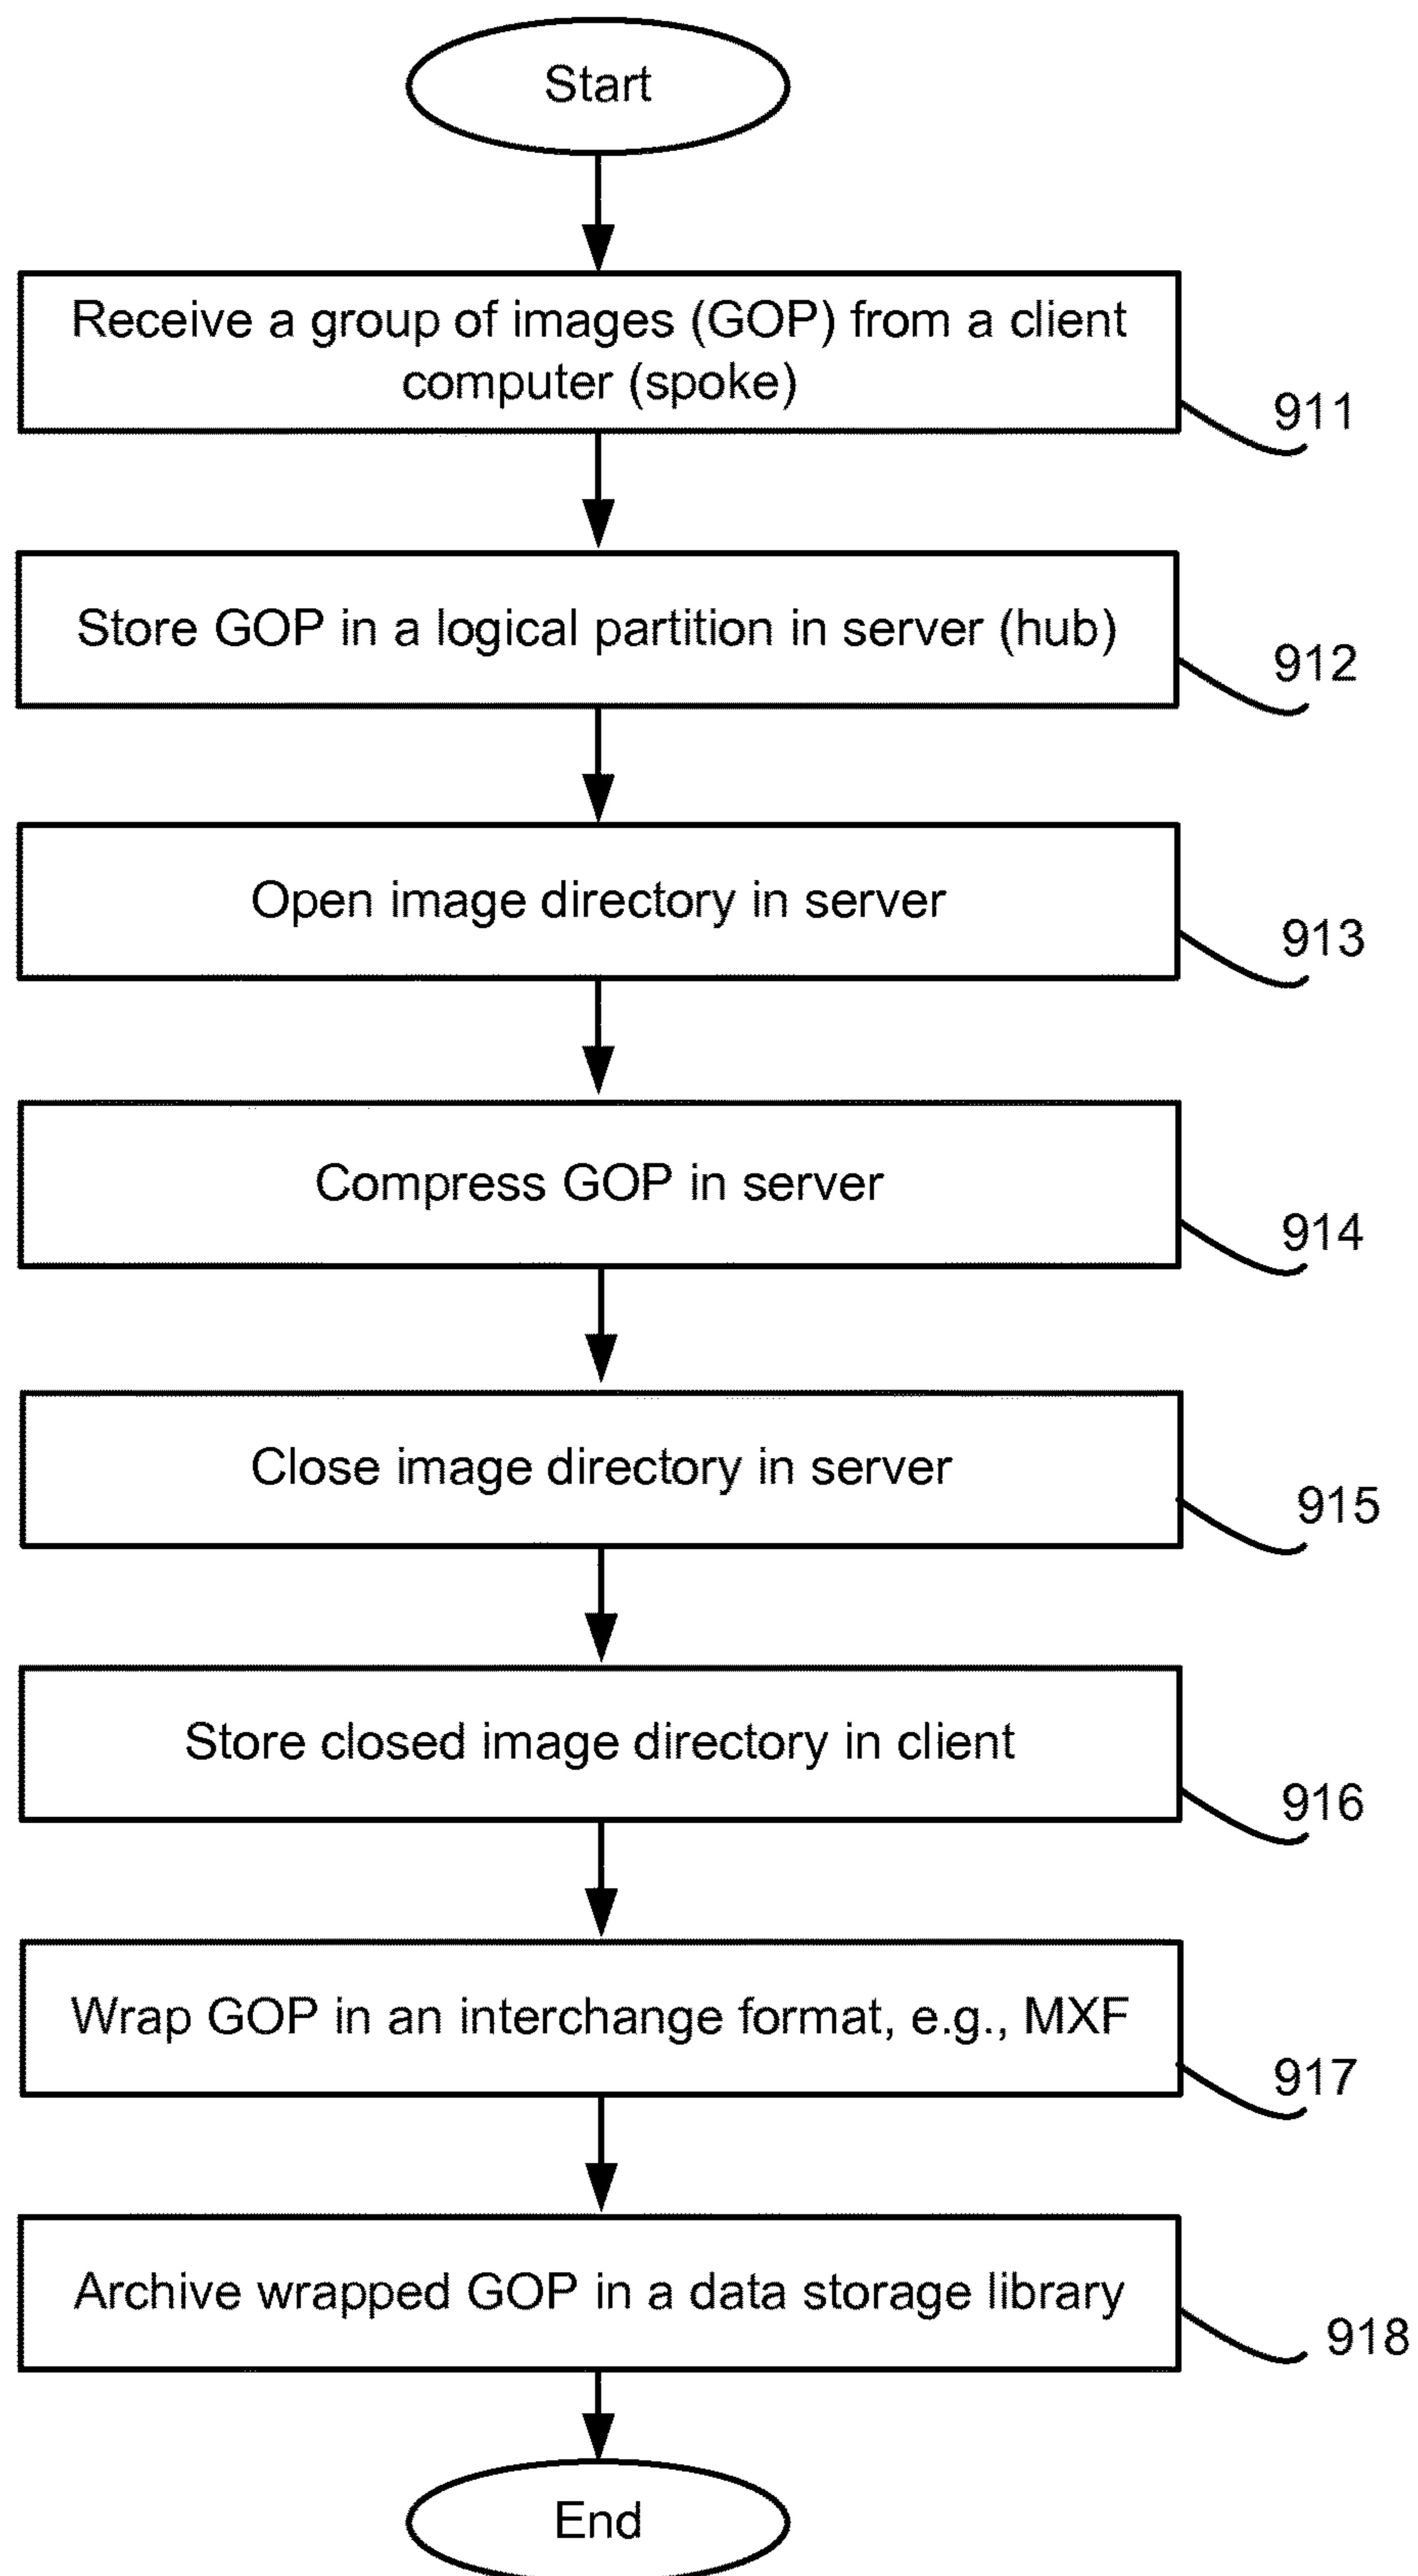 Start
Receive a group of images (GOP) from a client
computer (spoke)
911
Store GOP in a logical partition in server (hub)
912
Open image directory in server
913
Compress GOP in server
914
Close image directory in server
915
Store closed image directory in client
916
Wrap GOP in an interchange format, e.g., MXF
917
Archive wrapped GOP in a data storage library
918
End